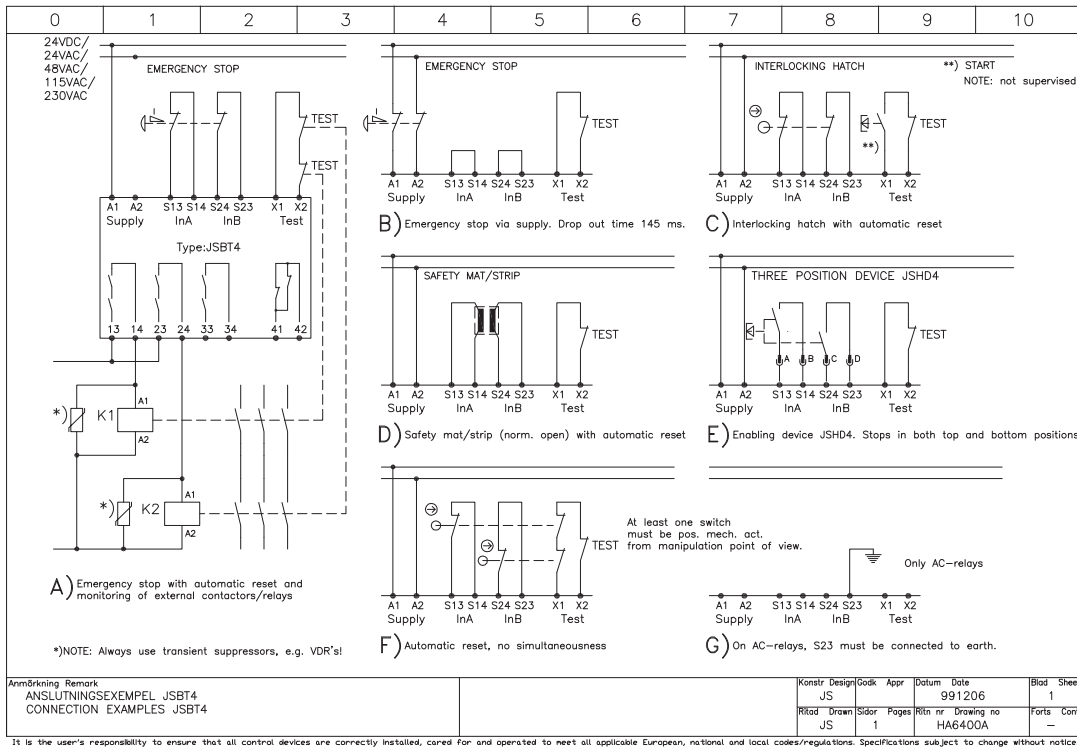 0 1 2 3 4 5 6 7 8 9 10
24VDC/
24VAC/
48VAC/
115VAC/
230VAC
EMERGENCY STOP
TEST
TEST
A1 A2 S13 S14 S24 S23 X1 X2
Supply InA InB Test
Type:JSBT4
13 14 23 24 33 34 41 42
*) K1 A1
A2
*) K2 A1
A2
A) Emergency stop with automatic reset and
monitoring of external contactors/relays
*)NOTE: Always use transient suppressors, e.g. VDR's!
EMERGENCY STOP
TEST
A1 A2 S13 S14 S24 S23 X1 X2
Supply InA InB Test
B) Emergency stop via supply. Drop out time 145 ms.
INTERLOCKING HATCH
**) START
NOTE: not supervised
TEST
**)
A1 A2 S13 S14 S24 S23 X1 X2
Supply InA InB Test
C) Interlocking hatch with automatic reset
SAFETY MAT/STRIP
TEST
A1 A2 S13 S14 S24 S23 X1 X2
Supply InA InB Test
D) Safety mat/strip (norm. open) with automatic reset
THREE POSITION DEVICE JSHD4
TEST
A B C D
A1 A2 S13 S14 S24 S23 X1 X2
Supply InA InB Test
E) Enabling device JSHD4. Stops in both top and bottom positions
TEST
At least one switch
must be pos. mech. act.
from manipulation point of view.
A1 A2 S13 S14 S24 S23 X1 X2
Supply InA InB Test
F) Automatic reset, no simultaneousness
Only AC-relays
A1 A2 S13 S14 S24 S23 X1 X2
Supply InA InB Test
G) On AC-relays, S23 must be connected to earth.
Anmörkning Remark
ANSLUTNINGSEXEMPEL JSBT4
CONNECTION EXAMPLES JSBT4
Konstr Design Godk Appr Datum Date Blad Shee
JS 991206 1
Ritad Drawn Sidor Pages Ritn nr Drawing no Forts Cont
JS 1 HA6400A –
It is the user's responsibility to ensure that all control devices are correctly installed, cared for and operated to meet all applicable European, national and local codes/regulations. Specifications subject to change without notice